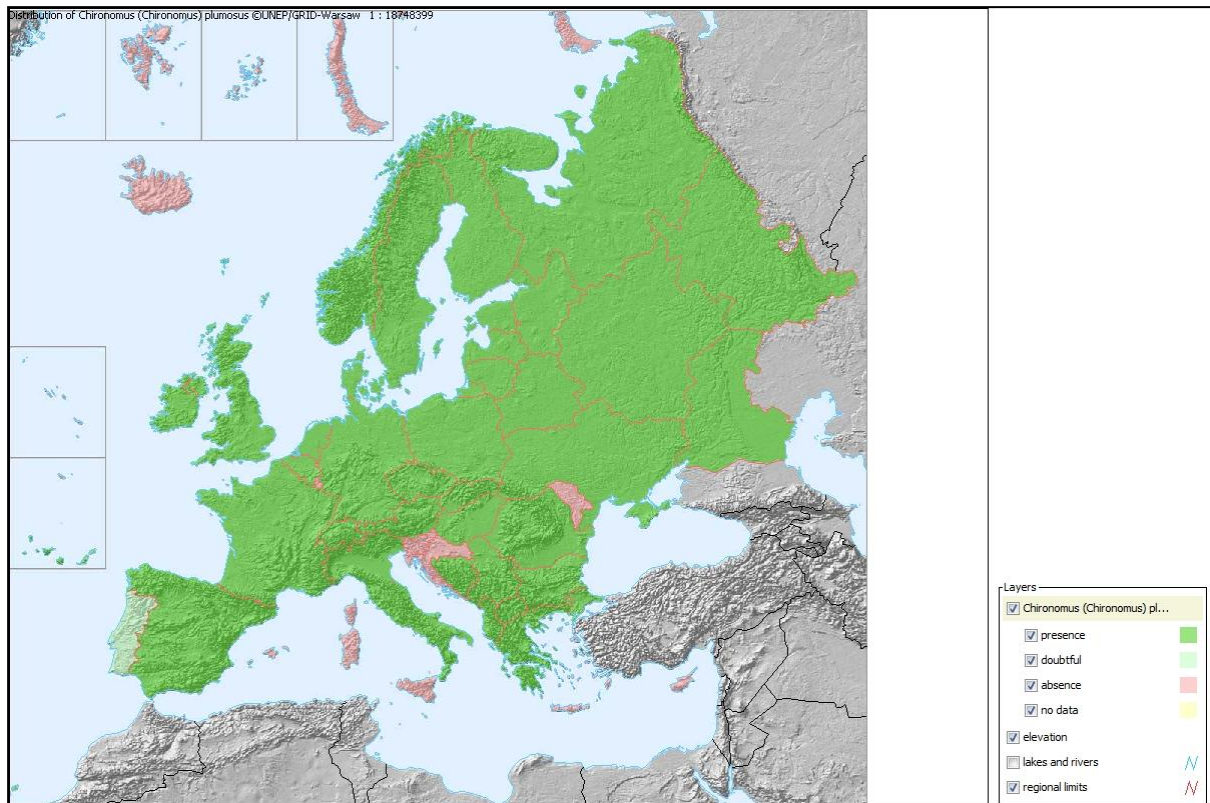 Distribution of Chironomus (Chironomus) plumosus ©UNEP/GRID-Warsaw 1 : 18748399
Layers
Chironomus (Chironomus) pl...
presence
doubtful
absence
no data
elevation
lakes and rivers
regional limits